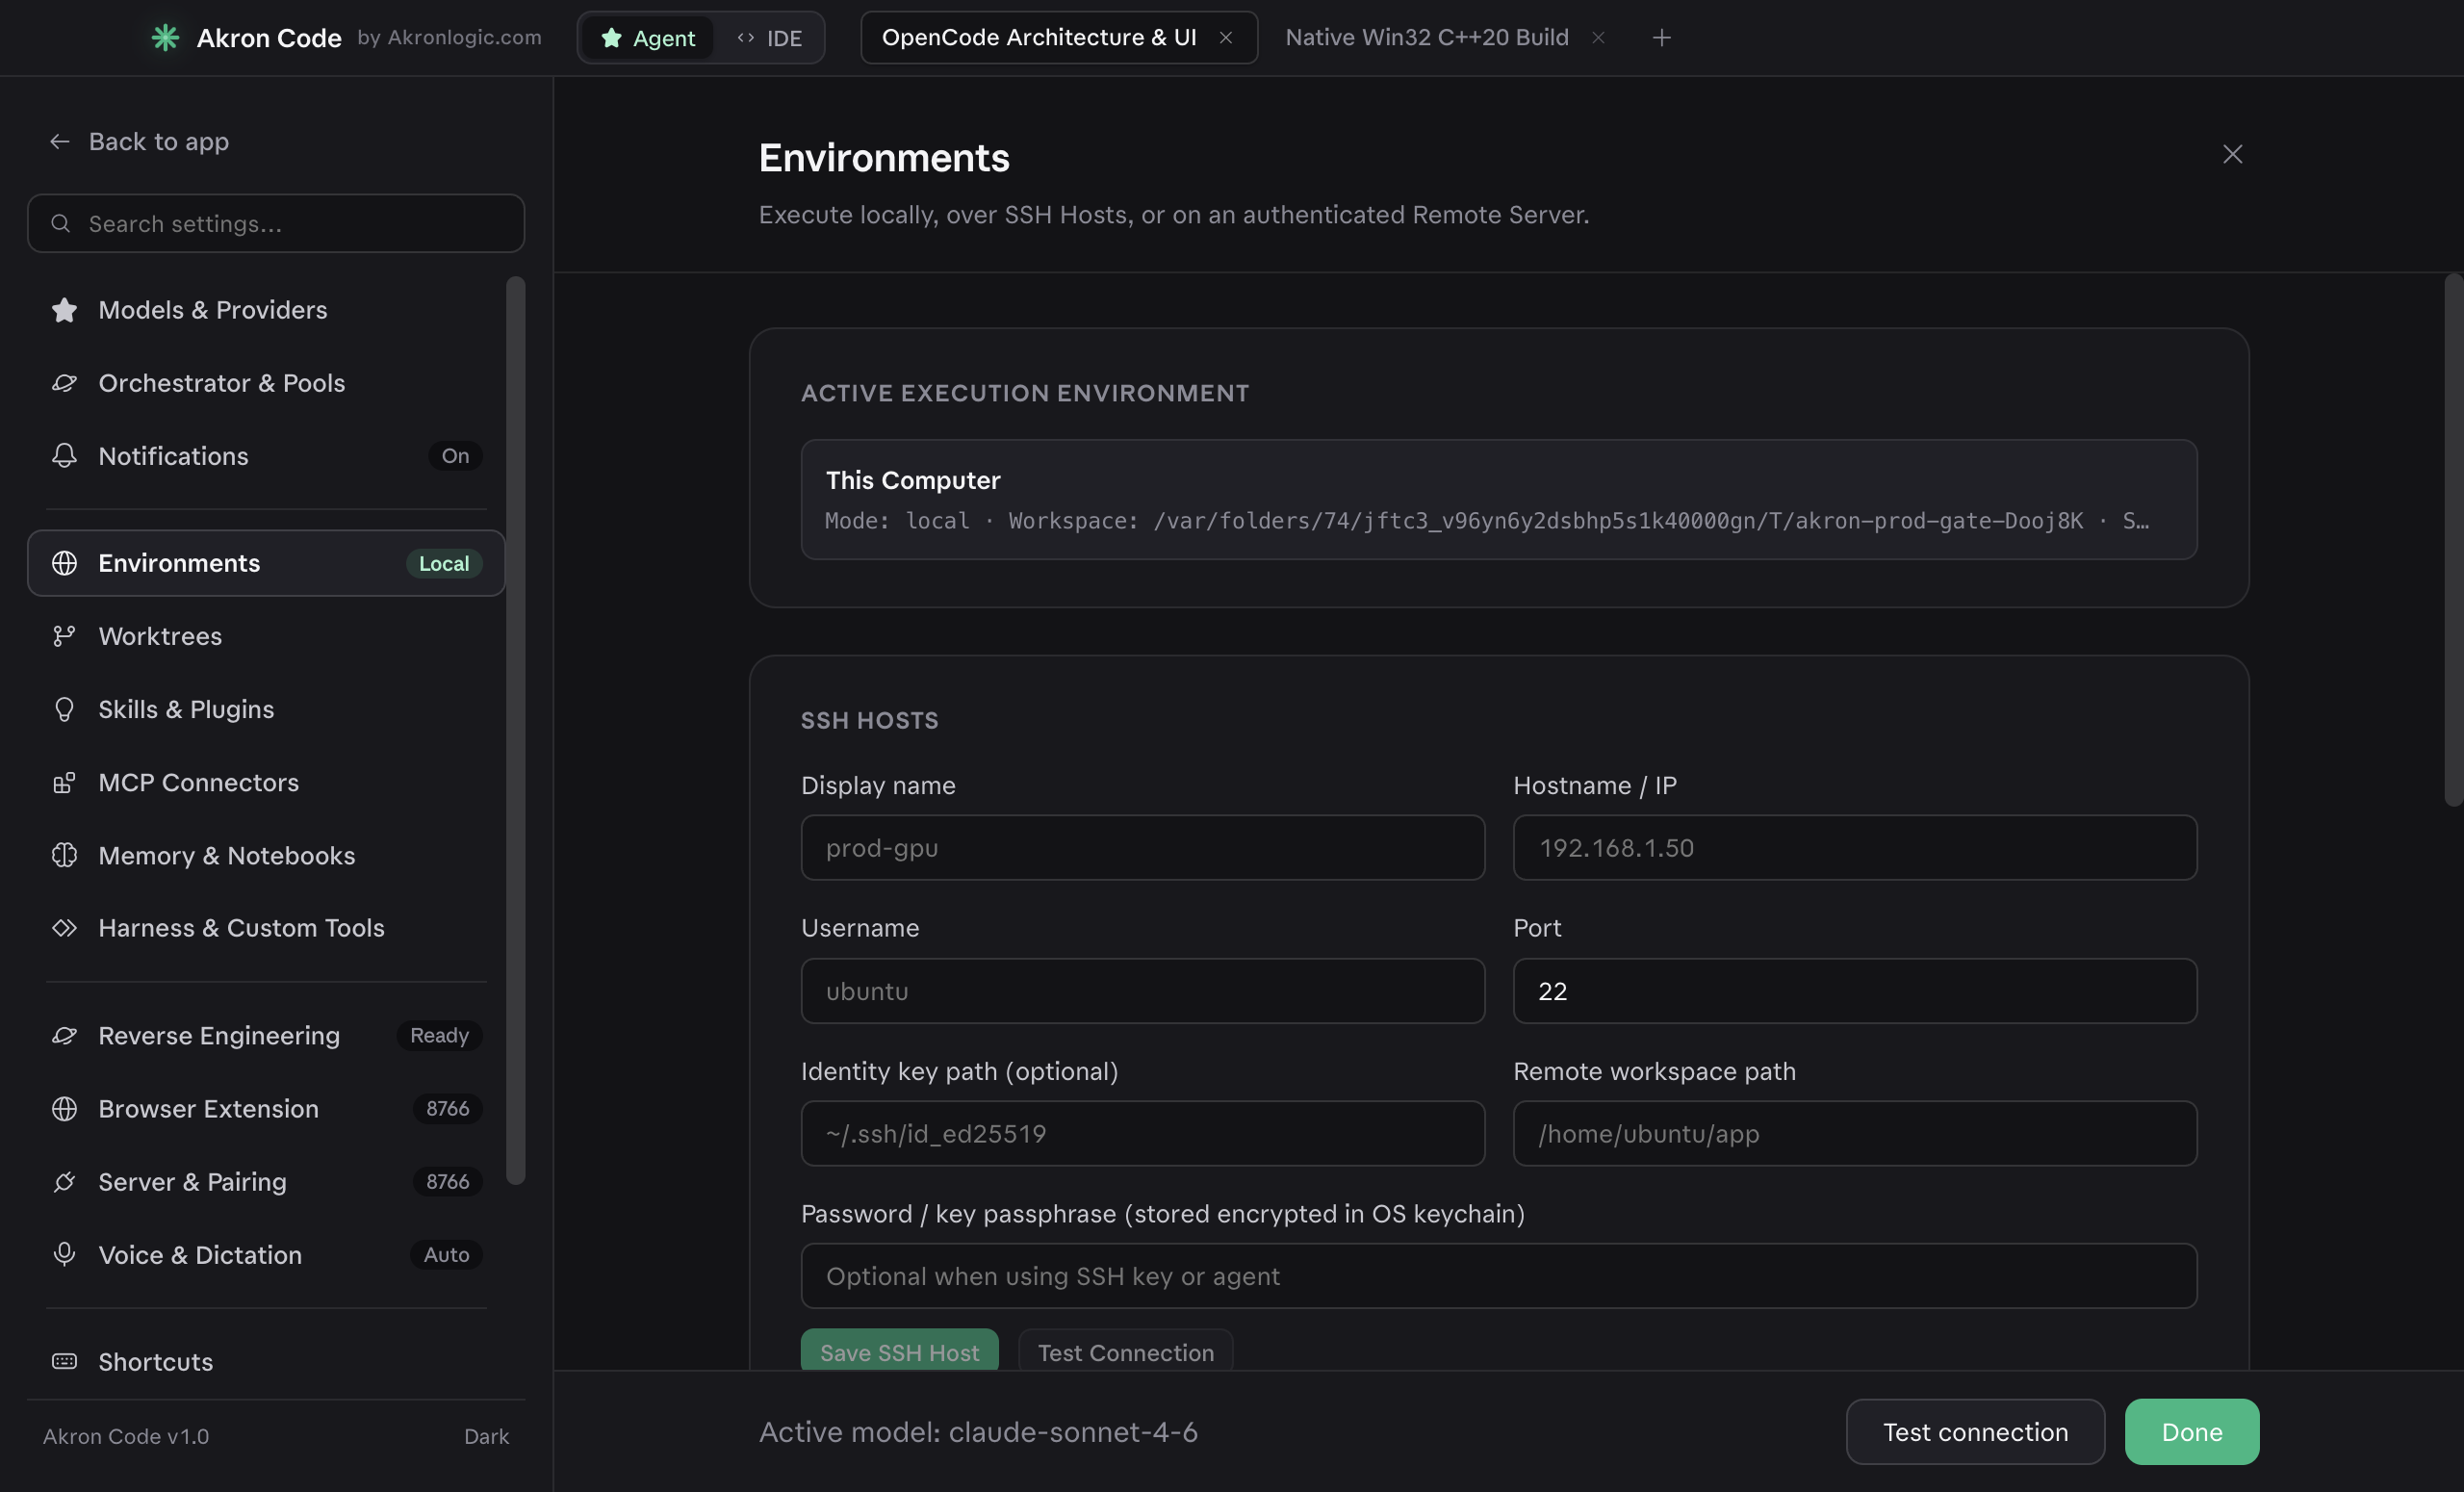 Akron Code by Akronlogic.com
Agent
IDE
OpenCode Architecture & UI
Native Win32 C++20 Build
Back to app
Search settings...
Models & Providers
Orchestrator & Pools
Notifications On
Environments Local
Worktrees
Skills & Plugins
MCP Connectors
Memory & Notebooks
Harness & Custom Tools
Reverse Engineering Ready
Browser Extension 8766
Server & Pairing 8766
Voice & Dictation Auto
Shortcuts
Akron Code v1.0 Dark
Environments
Execute locally, over SSH Hosts, or on an authenticated Remote Server.
ACTIVE EXECUTION ENVIRONMENT
This Computer
Mode: local · Workspace: /var/folders/74/jftc3_v96yn6y2dsbhp5s1k40000gn/T/akron-prod-gate-Dooj8K · S…
SSH HOSTS
Display name
prod-gpu
Hostname / IP
192.168.1.50
Username
ubuntu
Port
22
Identity key path (optional)
~/.ssh/id_ed25519
Remote workspace path
/home/ubuntu/app
Password / key passphrase (stored encrypted in OS keychain)
Optional when using SSH key or agent
Save SSH Host
Test Connection
Active model: claude-sonnet-4-6
Test connection
Done